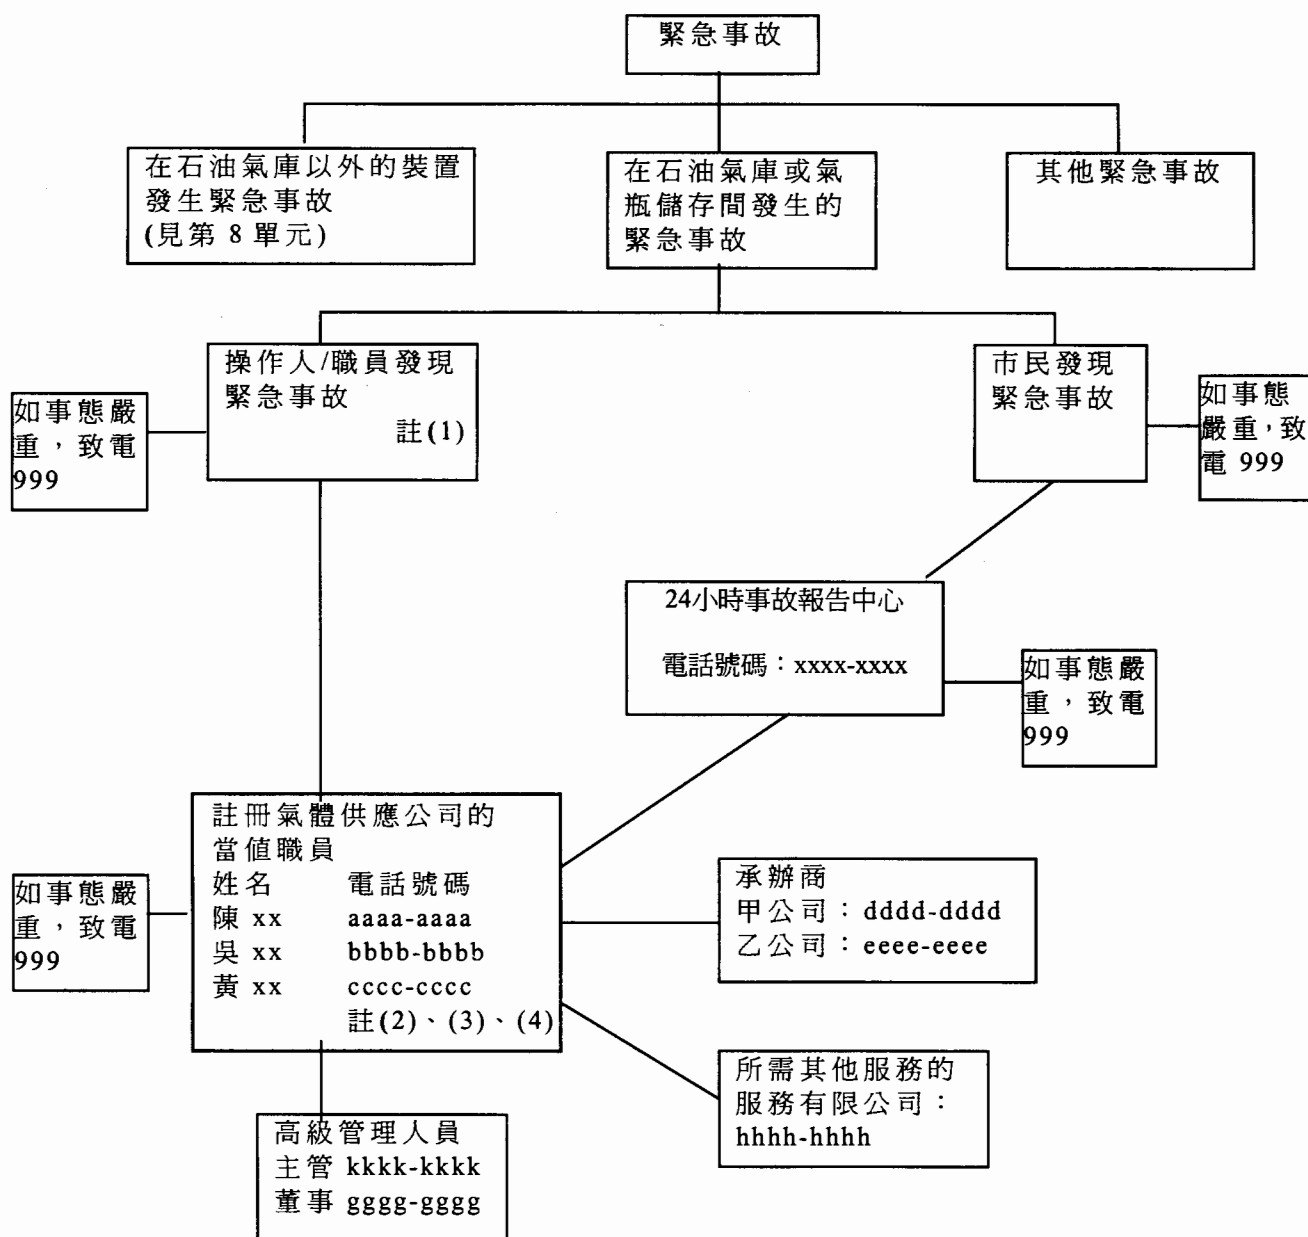 緊急事故
在石油氣庫以外的裝置
發生緊急事故
(見第 8 單元)
在石油氣庫或氣
瓶儲存間發生的
緊急事故
其他緊急事故
操作人/職員發現
緊急事故
註(1)
如事態嚴
重，致電
999
市民發現
緊急事故
如事態
嚴重，致
電 999
24小時事故報告中心
電話號碼：xxxx-xxxx
如事態嚴
重，致電
999
註冊氣體供應公司的
當值職員
姓名 電話號碼
陳 xx aaaa-aaaa
吳 xx bbbb-bbbb
黃 xx cccc-cccc
註(2)、(3)、(4)
如事態嚴
重，致電
999
承辦商
甲公司：dddd-dddd
乙公司：eeee-eeee
所需其他服務的
服務有限公司：
hhhh-hhhh
高級管理人員
主管 kkkk-kkkk
董事 gggg-gggg